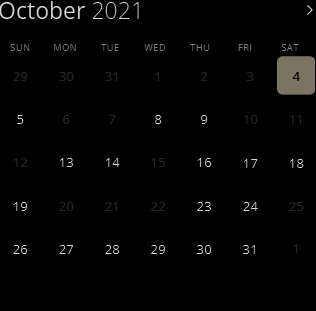 October 2021 >
SUN MON TUE WED THU FRI SAT
29 30 31 1 2 3 4
5 6 7 8 9 10 11
12 13 14 15 16 17 18
19 20 21 22 23 24 25
26 27 28 29 30 31 1